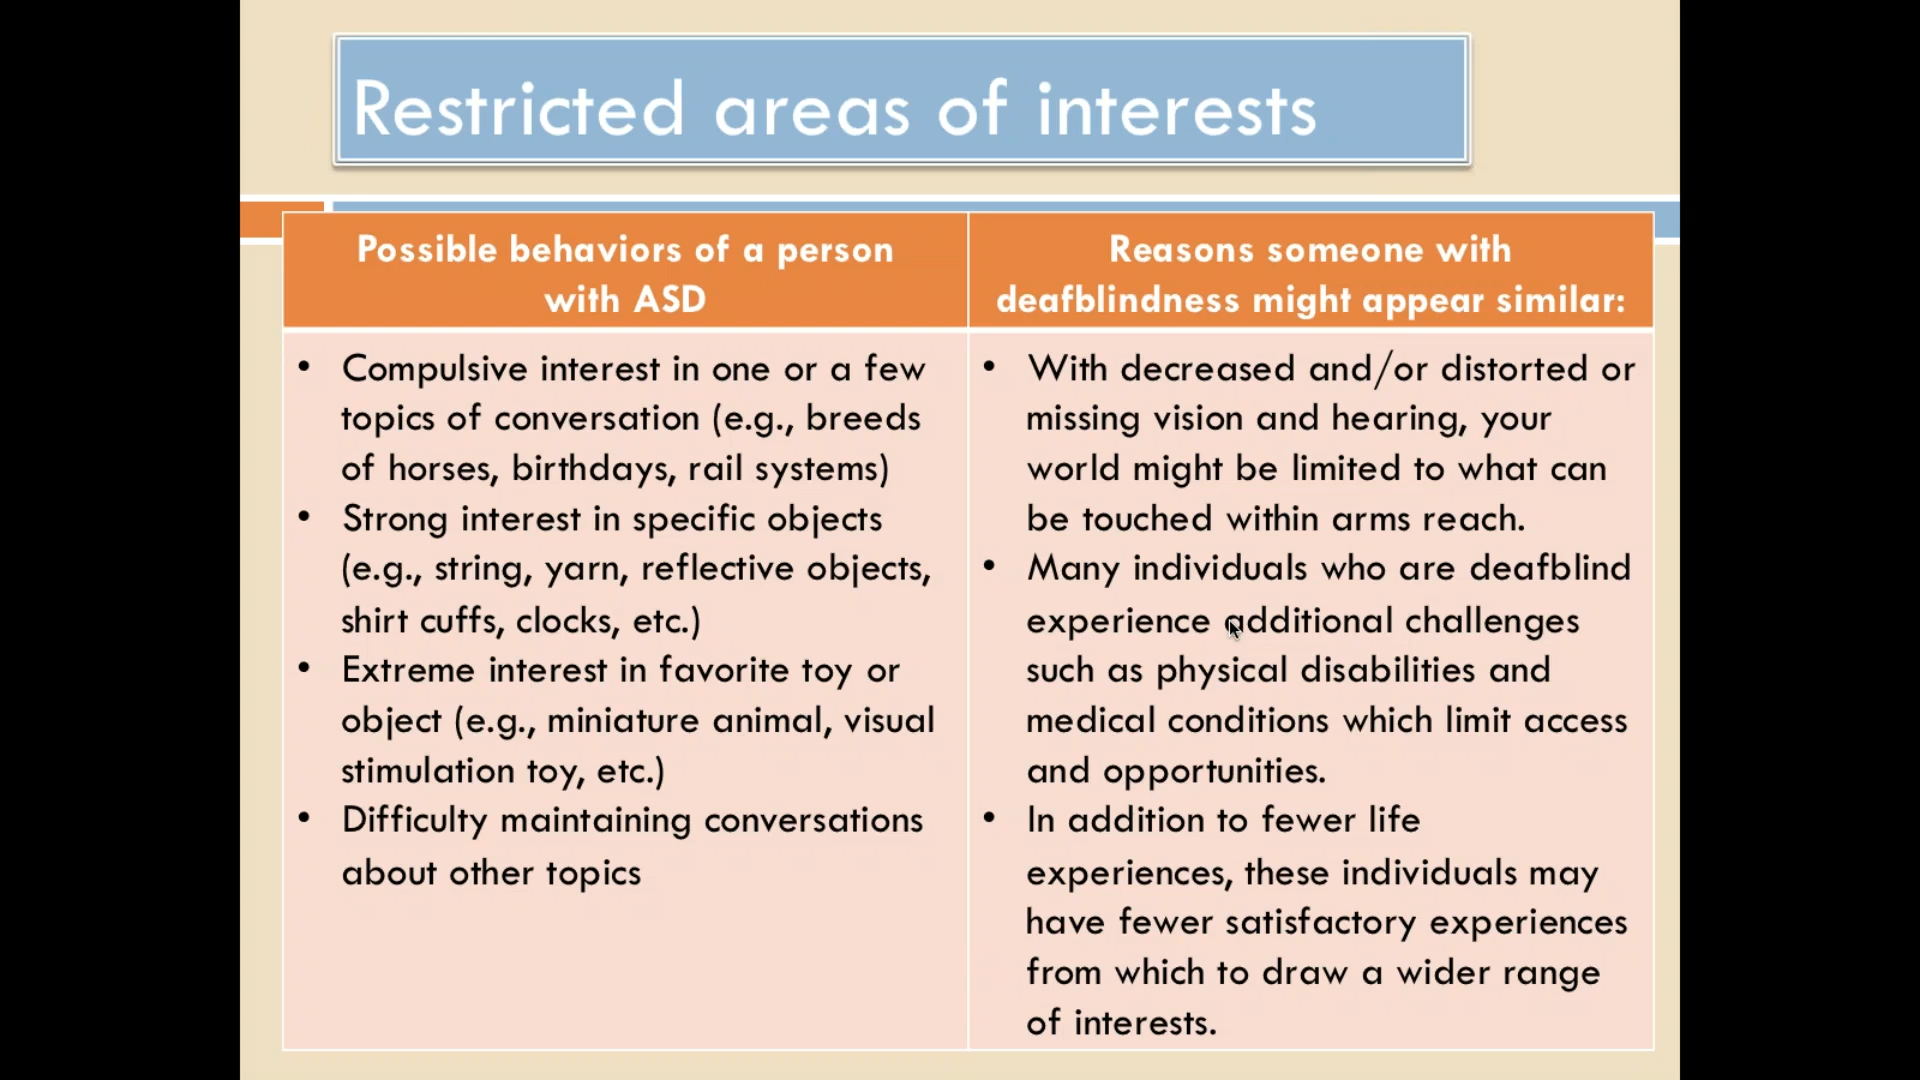 Restricted areas of interests
Possible behaviors of a person
with ASD
Reasons someone with
deafblindness might appear similar:
• Compulsive interest in one or a few
topics of conversation (e.g., breeds
of horses, birthdays, rail systems)
• Strong interest in specific objects
(e.g., string, yarn, reflective objects,
shirt cuffs, clocks, etc.)
• Extreme interest in favorite toy or
object (e.g., miniature animal, visual
stimulation toy, etc.)
• Difficulty maintaining conversations
about other topics
• With decreased and/or distorted or
missing vision and hearing, your
world might be limited to what can
be touched within arms reach.
• Many individuals who are deafblind
experience additional challenges
such as physical disabilities and
medical conditions which limit access
and opportunities.
• In addition to fewer life
experiences, these individuals may
have fewer satisfactory experiences
from which to draw a wider range
of interests.